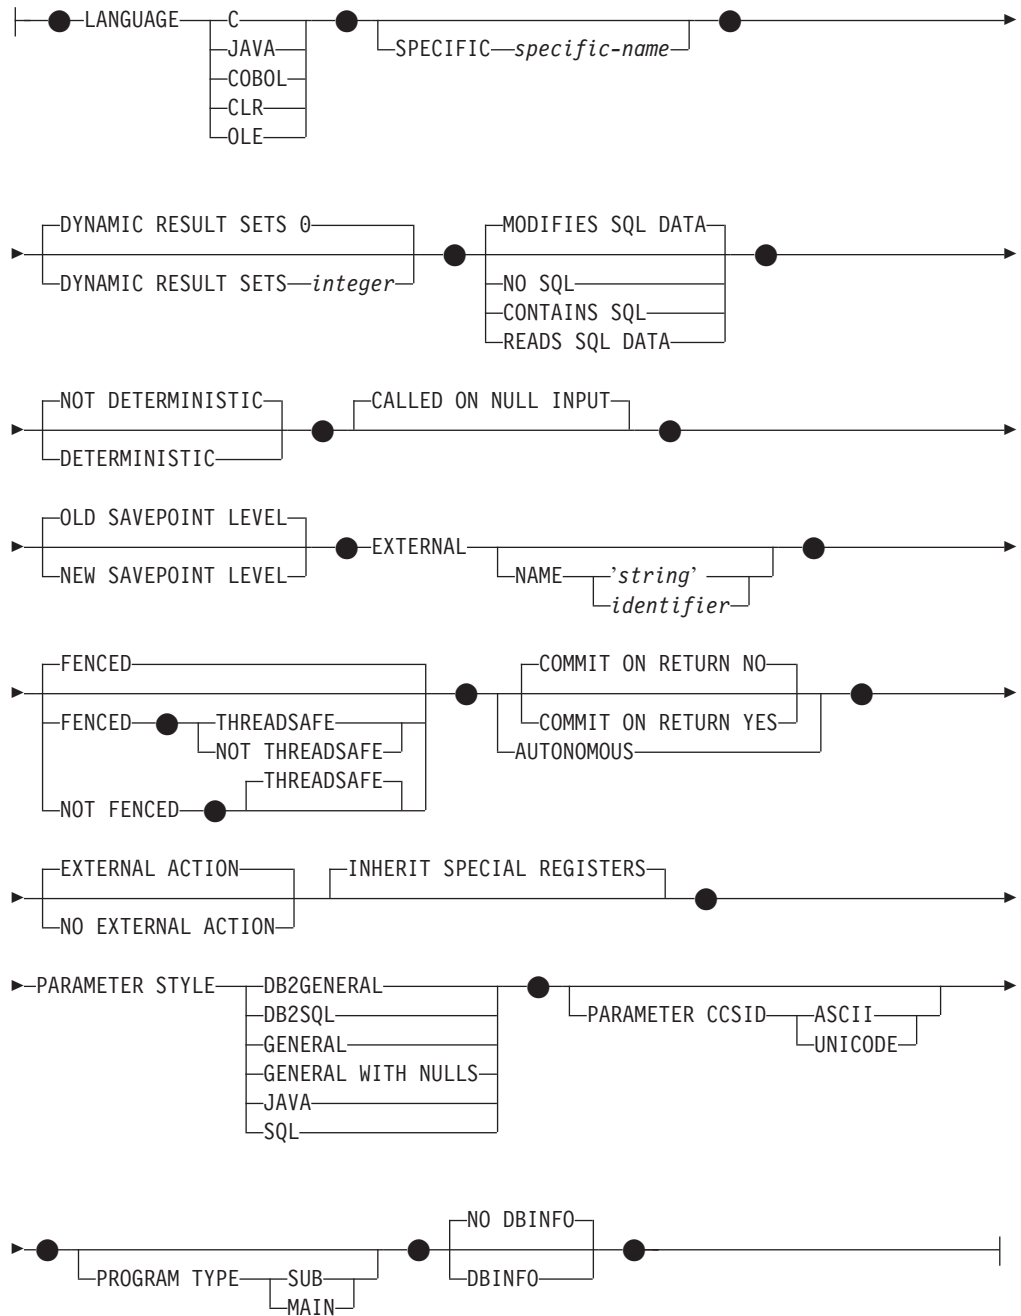 LANGUAGE C SPECIFIC specific-name
JAVA
COBOL
CLR
OLE
DYNAMIC RESULT SETS 0 MODIFIES SQL DATA
DYNAMIC RESULT SETS integer NO SQL
CONTAINS SQL
READS SQL DATA
NOT DETERMINISTIC CALLED ON NULL INPUT
DETERMINISTIC
OLD SAVEPOINT LEVEL EXTERNAL
NEW SAVEPOINT LEVEL NAME 'string'
identifier
FENCED COMMIT ON RETURN NO
FENCED THREADSAFE COMMIT ON RETURN YES
NOT THREADSAFE AUTONOMOUS
THREADSAFE
NOT FENCED
EXTERNAL ACTION INHERIT SPECIAL REGISTERS
NO EXTERNAL ACTION
PARAMETER STYLE DB2GENERAL PARAMETER CCSID ASCII
DB2SQL UNICODE
GENERAL
GENERAL WITH NULLS
JAVA
SQL
NO DBINFO
PROGRAM TYPE SUB DBINFO
MAIN